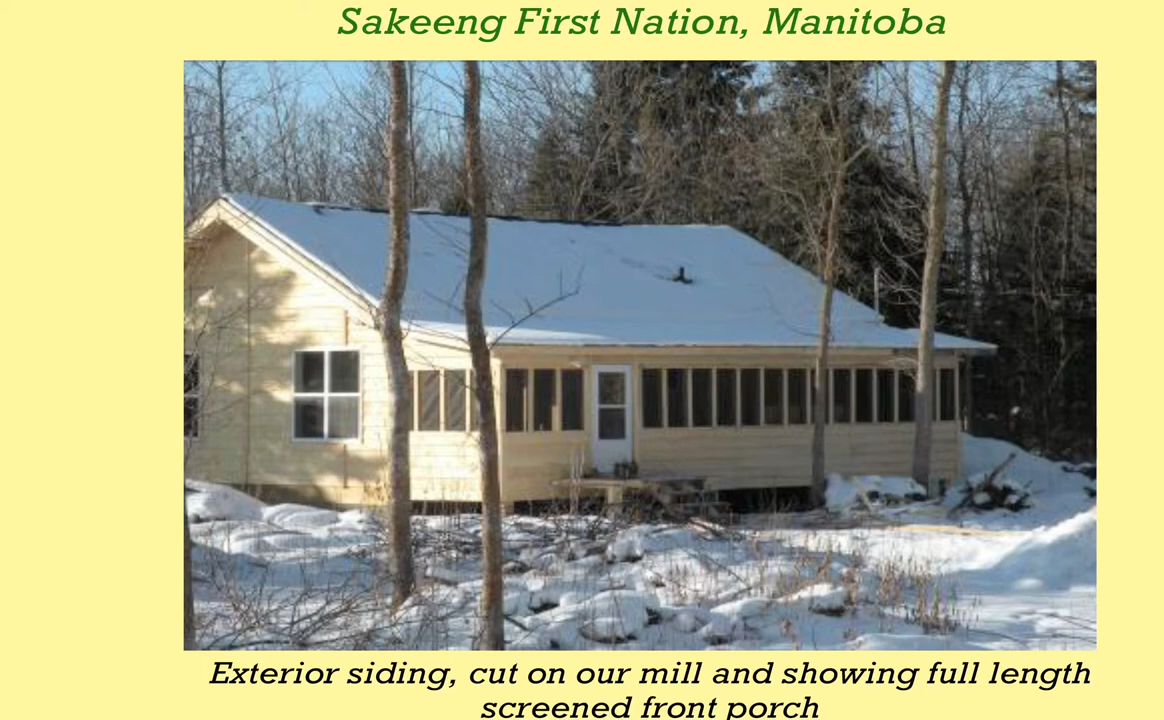 Sakeeng First Nation, Manitoba
Exterior siding, cut on our mill and showing full length
screened front porch